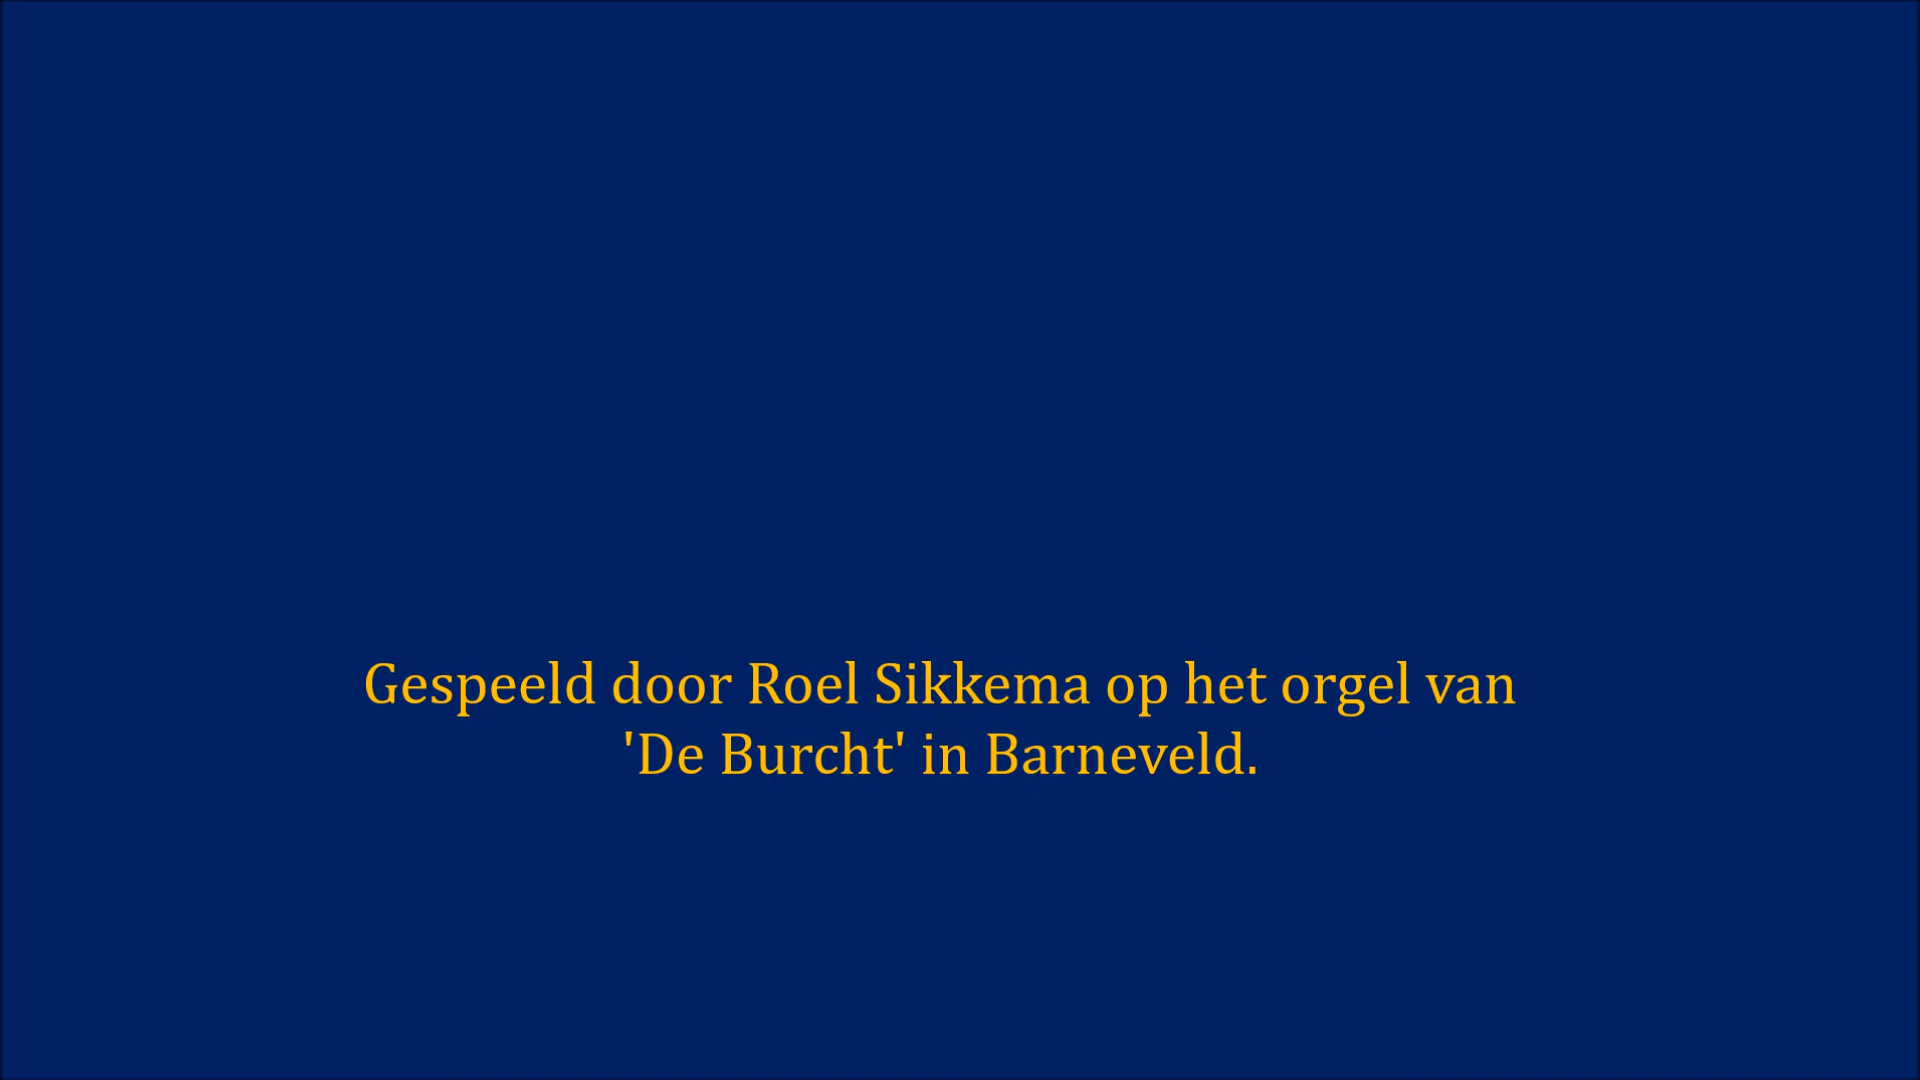 Gespeeld door Roel Sikkema op het orgel van
'De Burcht' in Barneveld.